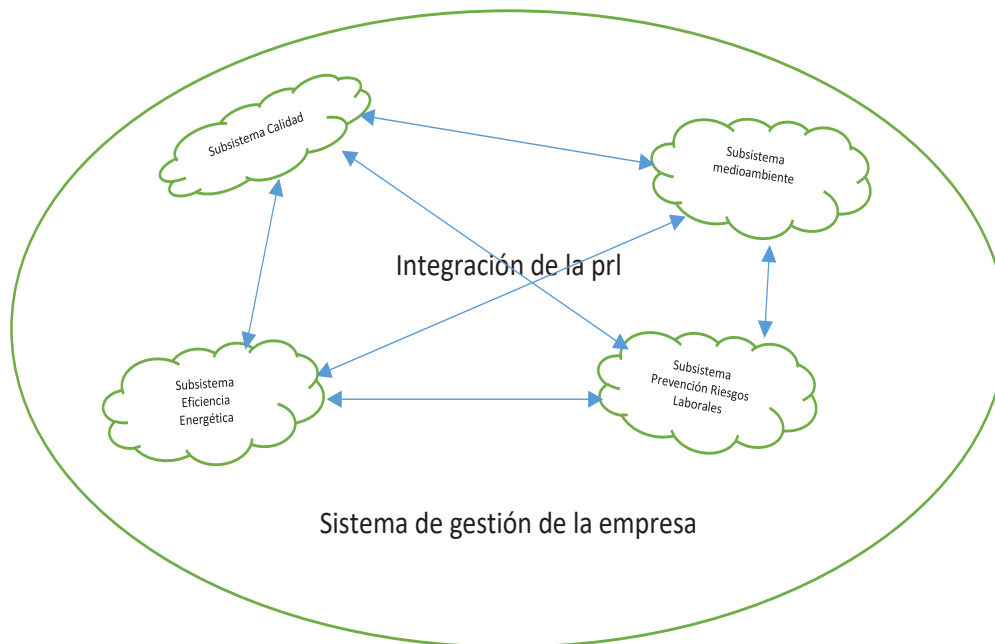 Subsistema Calidad
Subsistema
medioambiente
Integración de la prl
Subsistema
Eficiencia
Energética
Subsistema
Prevención Riesgos
Laborales
Sistema de gestión de la empresa